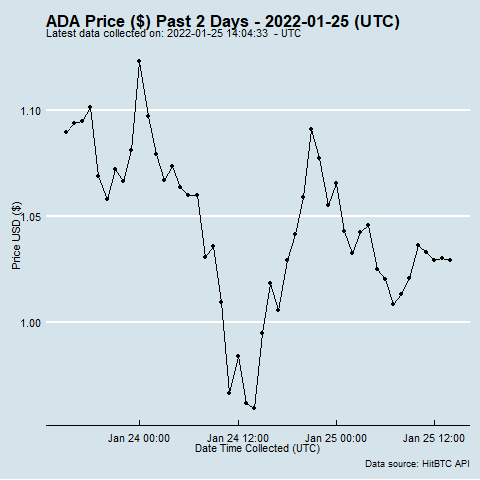 ADA Price ($) Past 2 Days - 2022-01-25 (UTC)
Latest data collected on: 2022-01-25 14:04:33 - UTC
1.10
1.05
1.00
Price USD ($)
Jan 24 00:00 Jan 24 12:00 Jan 25 00:00 Jan 25 12:00
Date Time Collected (UTC)
Data source: HitBTC API